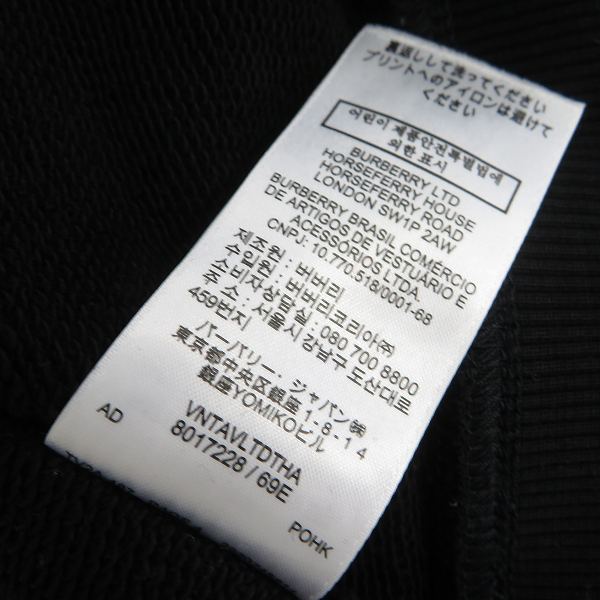 裏返しして洗ってください
プリントへのアイロンは避けて
ください
어린이 제품안전특별법에
의한 표시
BURBERRY LTD
HORSEFERRY HOUSE
HORSEFERRY ROAD
LONDON SW1P 2AW
BURBERRY BRASIL COMÉRCIO
DE ARTIGOS DE VESTUÁRIO E
ACESSÓRIOS LTDA.
CNPJ: 10.770.518/0001-68
제조원 : 버버리
수입원 : 버버리코리아㈜
소비자상담실 : 080 700 8800
주 소 : 서울시 강남구 도산대로
459번지
バーバリー・ジャパン㈱
東京都中央区銀座 1-8-14
銀座YOMIKOビル
VNTAVLTDTHA
AD
8017228 / 69E
POHK